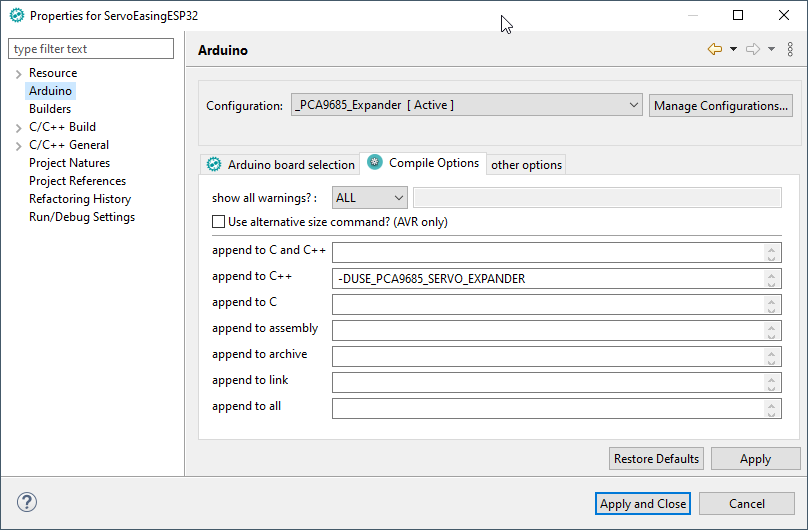 Properties for ServoEasingESP32
type filter text
Resource
Arduino
Builders
C/C++ Build
C/C++ General
Project Natures
Project References
Refactoring History
Run/Debug Settings
Arduino
Configuration: _PCA9685_Expander [ Active ] Manage Configurations...
Arduino board selection Compile Options other options
show all warnings? : ALL
Use alternative size command? (AVR only)
append to C and C++
append to C++ -DUSE_PCA9685_SERVO_EXPANDER
append to C
append to assembly
append to archive
append to link
append to all
Restore Defaults Apply
? Apply and Close Cancel